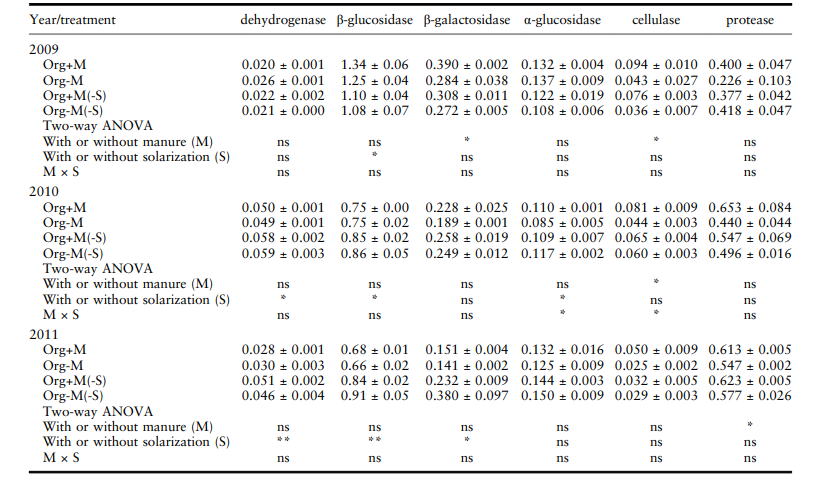 Year/treatment dehydrogenase β-glucosidase β-galactosidase α-glucosidase cellulase protease
2009
Org+M 0.020 ± 0.001 1.34 ± 0.06 0.390 ± 0.002 0.132 ± 0.004 0.094 ± 0.010 0.400 ± 0.047
Org-M 0.026 ± 0.001 1.25 ± 0.04 0.284 ± 0.038 0.137 ± 0.009 0.043 ± 0.027 0.226 ± 0.103
Org+M(-S) 0.022 ± 0.002 1.10 ± 0.04 0.308 ± 0.011 0.122 ± 0.019 0.076 ± 0.003 0.377 ± 0.042
Org-M(-S) 0.021 ± 0.000 1.08 ± 0.07 0.272 ± 0.005 0.108 ± 0.006 0.036 ± 0.007 0.418 ± 0.047
Two-way ANOVA
With or without manure (M) ns ns * ns * ns
With or without solarization (S) ns * ns ns ns ns
M × S ns ns ns ns ns ns
2010
Org+M 0.050 ± 0.001 0.75 ± 0.00 0.228 ± 0.025 0.110 ± 0.001 0.081 ± 0.009 0.653 ± 0.084
Org-M 0.049 ± 0.001 0.75 ± 0.02 0.189 ± 0.001 0.085 ± 0.005 0.044 ± 0.003 0.440 ± 0.044
Org+M(-S) 0.058 ± 0.002 0.85 ± 0.02 0.258 ± 0.019 0.109 ± 0.007 0.065 ± 0.004 0.547 ± 0.069
Org-M(-S) 0.059 ± 0.003 0.86 ± 0.05 0.249 ± 0.012 0.117 ± 0.002 0.060 ± 0.003 0.496 ± 0.016
Two-way ANOVA
With or without manure (M) ns ns ns ns * ns
With or without solarization (S) * * ns * ns ns
M × S ns ns ns * * ns
2011
Org+M 0.028 ± 0.001 0.68 ± 0.01 0.151 ± 0.004 0.132 ± 0.016 0.050 ± 0.009 0.613 ± 0.005
Org-M 0.030 ± 0.003 0.66 ± 0.02 0.141 ± 0.002 0.125 ± 0.009 0.025 ± 0.002 0.547 ± 0.002
Org+M(-S) 0.051 ± 0.002 0.84 ± 0.02 0.232 ± 0.009 0.144 ± 0.003 0.032 ± 0.005 0.623 ± 0.005
Org-M(-S) 0.046 ± 0.004 0.91 ± 0.05 0.380 ± 0.097 0.150 ± 0.009 0.029 ± 0.003 0.577 ± 0.026
Two-way ANOVA
With or without manure (M) ns ns ns ns ns *
With or without solarization (S) ** ** * ns ns ns
M × S ns ns ns ns ns ns